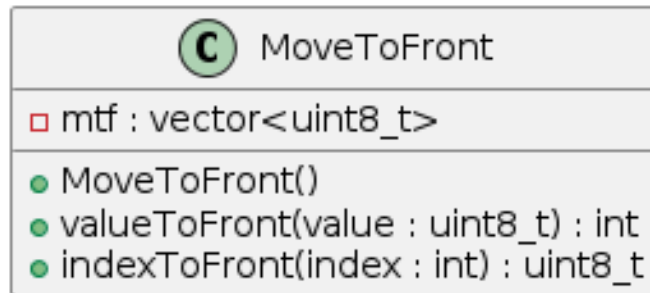 C MoveToFront
mtf : vector<uint8_t>
MoveToFront()
valueToFront(value : uint8_t) : int
indexToFront(index : int) : uint8_t